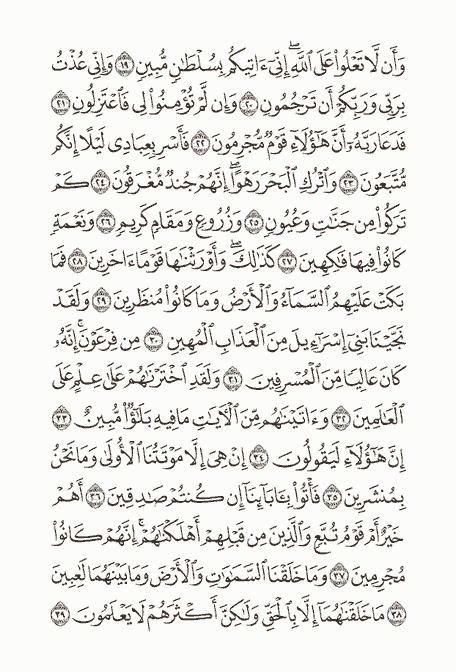 وَأَن لَّا تَعْلُوا۟ عَلَى ٱللَّهِ ۖ إِنِّىٓ ءَاتِيكُم بِسُلْطَـٰنٍ مُّبِينٍ ١٩ وَإِنِّى عُذْتُ
بِرَبِّى وَرَبِّكُمْ أَن تَرْجُمُونِ ٢٠ وَإِن لَّمْ تُؤْمِنُوا۟ لِى فَٱعْتَزِلُونِ ٢١
فَدَعَا رَبَّهُۥٓ أَنَّ هَـٰٓؤُلَآءِ قَوْمٌ مُّجْرِمُونَ ٢٢ فَأَسْرِ بِعِبَادِى لَيْلًا إِنَّكُم
مُّتَّبَعُونَ ٢٣ وَٱتْرُكِ ٱلْبَحْرَ رَهْوًا ۖ إِنَّهُمْ جُندٌ مُّغْرَقُونَ ٢٤ كَمْ
تَرَكُوا۟ مِن جَنَّـٰتٍ وَعُيُونٍ ٢٥ وَزُرُوعٍ وَمَقَامٍ كَرِيمٍ ٢٦ وَنَعْمَةٍ
كَانُوا۟ فِيهَا فَـٰكِهِينَ ٢٧ كَذَٰلِكَ ۖ وَأَوْرَثْنَـٰهَا قَوْمًا ءَاخَرِينَ ٢٨ فَمَا
بَكَتْ عَلَيْهِمُ ٱلسَّمَآءُ وَٱلْأَرْضُ وَمَا كَانُوا۟ مُنظَرِينَ ٢٩ وَلَقَدْ
نَجَّيْنَا بَنِىٓ إِسْرَٰٓءِيلَ مِنَ ٱلْعَذَابِ ٱلْمُهِينِ ٣٠ مِن فِرْعَوْنَ ۚ إِنَّهُۥ
كَانَ عَالِيًا مِّنَ ٱلْمُسْرِفِينَ ٣١ وَلَقَدِ ٱخْتَرْنَـٰهُمْ عَلَىٰ عِلْمٍ عَلَى
ٱلْعَـٰلَمِينَ ٣٢ وَءَاتَيْنَـٰهُم مِّنَ ٱلْـَٔايَـٰتِ مَا فِيهِ بَلَـٰٓؤٌا۟ مُّبِينٌ ٣٣
إِنَّ هَـٰٓؤُلَآءِ لَيَقُولُونَ ٣٤ إِنْ هِىَ إِلَّا مَوْتَتُنَا ٱلْأُولَىٰ وَمَا نَحْنُ
بِمُنشَرِينَ ٣٥ فَأْتُوا۟ بِـَٔابَآئِنَآ إِن كُنتُمْ صَـٰدِقِينَ ٣٦ أَهُمْ
خَيْرٌ أَمْ قَوْمُ تُبَّعٍ وَٱلَّذِينَ مِن قَبْلِهِمْ ۚ أَهْلَكْنَـٰهُمْ ۖ إِنَّهُمْ كَانُوا۟
مُجْرِمِينَ ٣٧ وَمَا خَلَقْنَا ٱلسَّمَـٰوَٰتِ وَٱلْأَرْضَ وَمَا بَيْنَهُمَا لَـٰعِبِينَ
٣٨ مَا خَلَقْنَـٰهُمَآ إِلَّا بِٱلْحَقِّ وَلَـٰكِنَّ أَكْثَرَهُمْ لَا يَعْلَمُونَ ٣٩